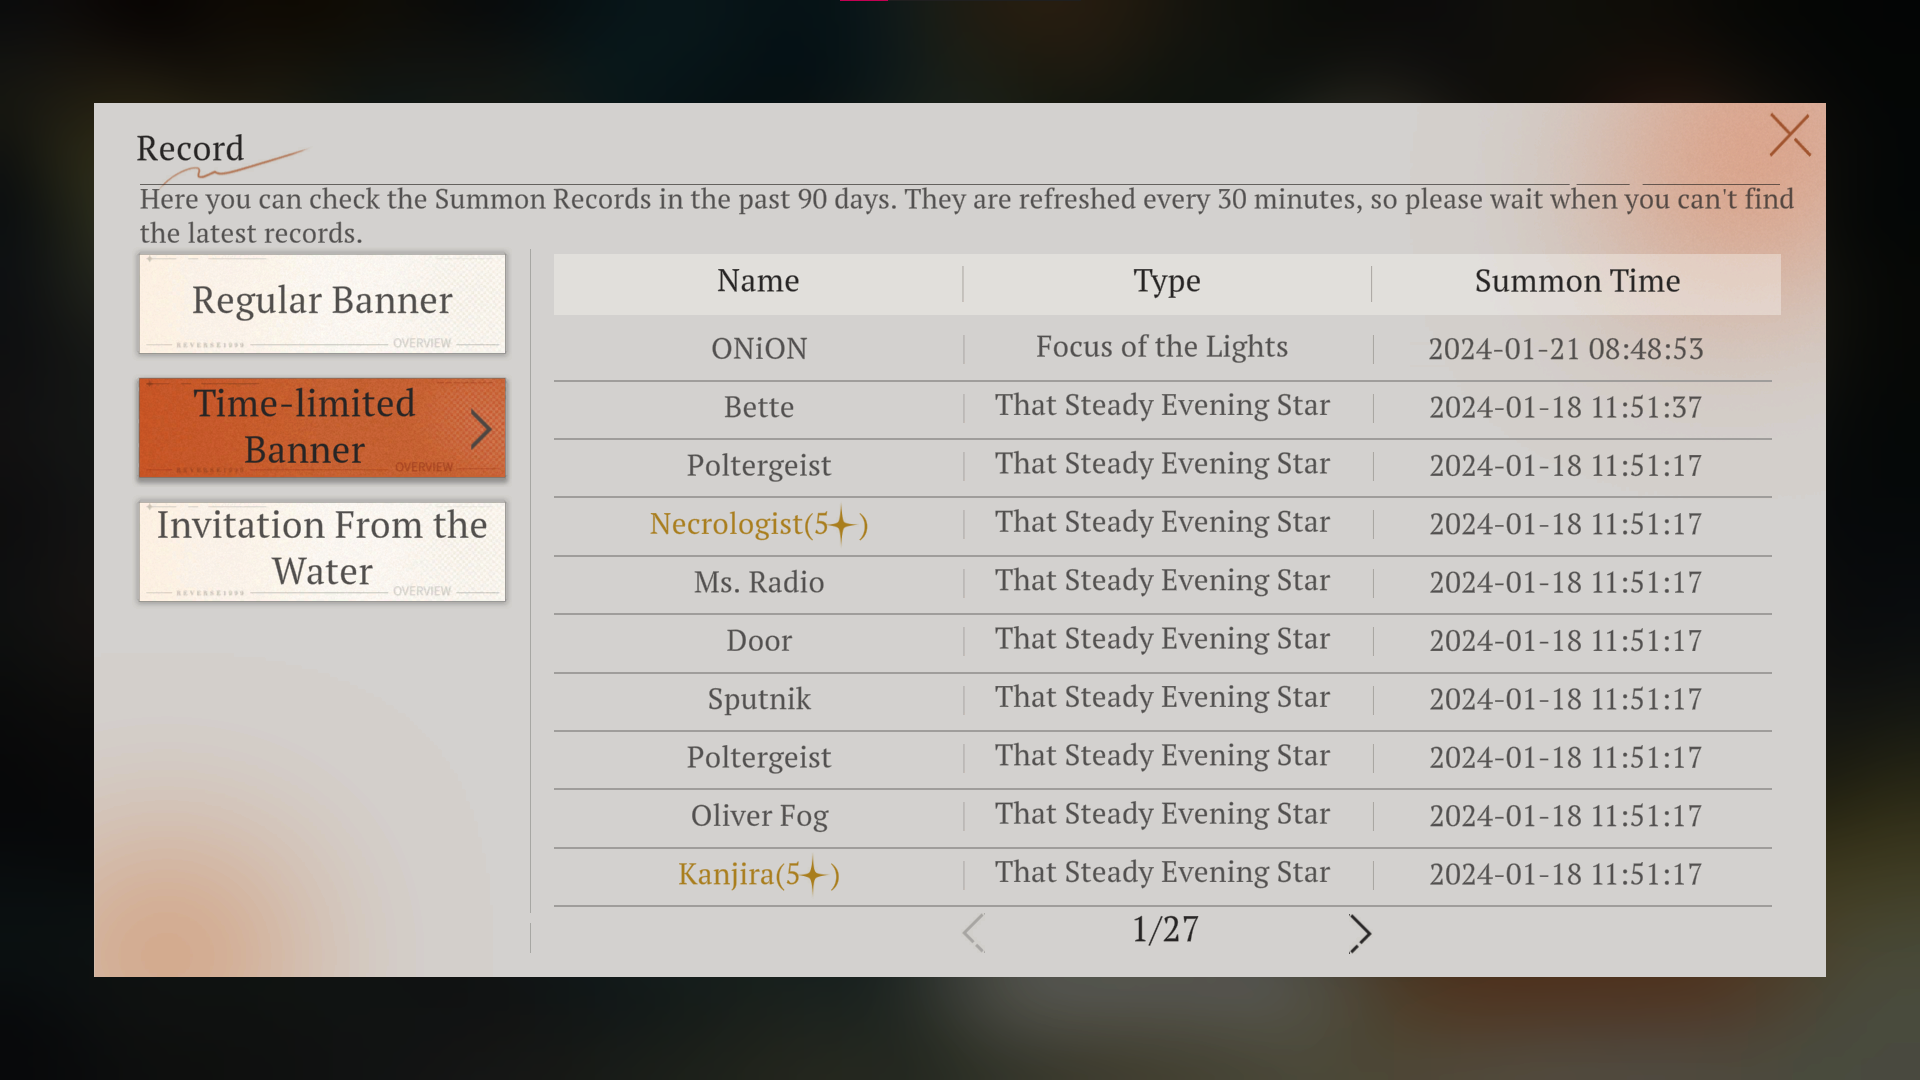 Record
Here you can check the Summon Records in the past 90 days. They are refreshed every 30 minutes, so please wait when you can't find
the latest records.
Regular Banner
REVERSE1999 OVERVIEW
Time-limited
Banner
REVERSE1999 OVERVIEW
Invitation From the
Water
REVERSE1999 OVERVIEW
Name Type Summon Time
ONiON Focus of the Lights 2024-01-21 08:48:53
Bette That Steady Evening Star 2024-01-18 11:51:37
Poltergeist That Steady Evening Star 2024-01-18 11:51:17
Necrologist(5✦) That Steady Evening Star 2024-01-18 11:51:17
Ms. Radio That Steady Evening Star 2024-01-18 11:51:17
Door That Steady Evening Star 2024-01-18 11:51:17
Sputnik That Steady Evening Star 2024-01-18 11:51:17
Poltergeist That Steady Evening Star 2024-01-18 11:51:17
Oliver Fog That Steady Evening Star 2024-01-18 11:51:17
Kanjira(5✦) That Steady Evening Star 2024-01-18 11:51:17
1/27